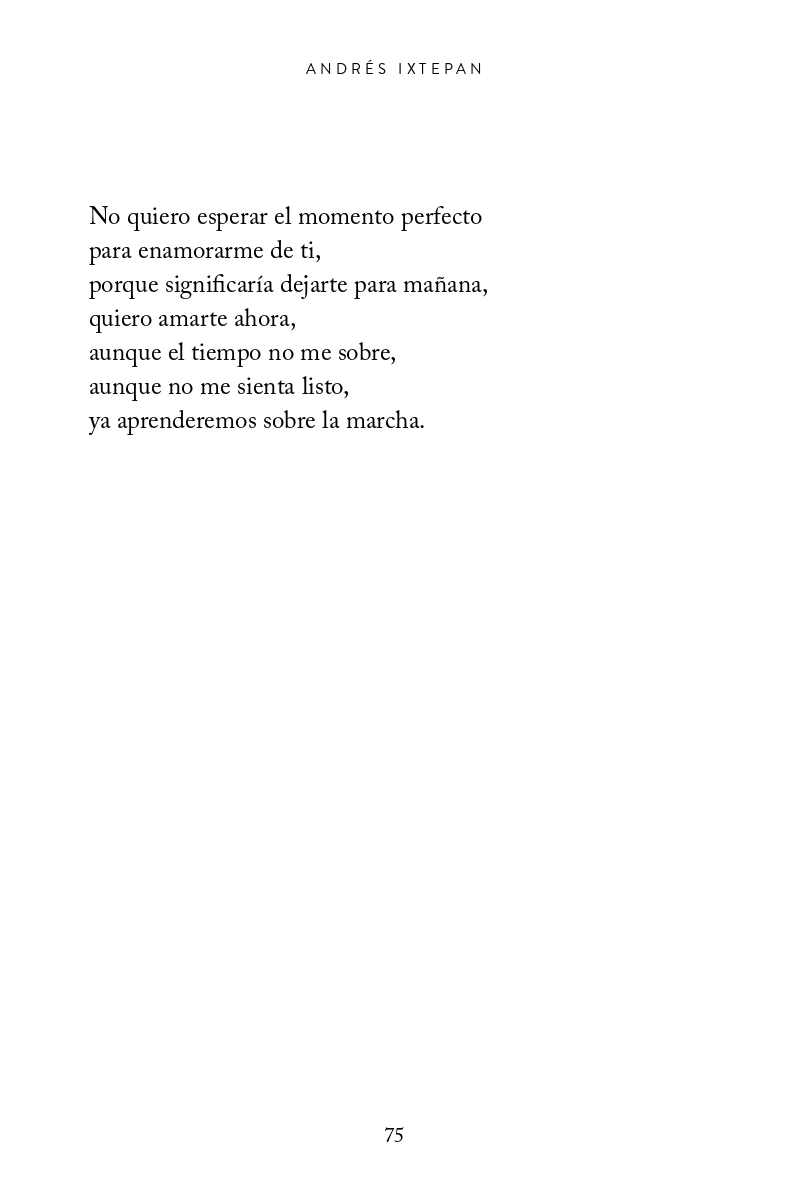 ANDRÉS IXTEPAN
No quiero esperar el momento perfecto
para enamorarme de ti,
porque significaría dejarte para mañana,
quiero amarte ahora,
aunque el tiempo no me sobre,
aunque no me sienta listo,
ya aprenderemos sobre la marcha.
75